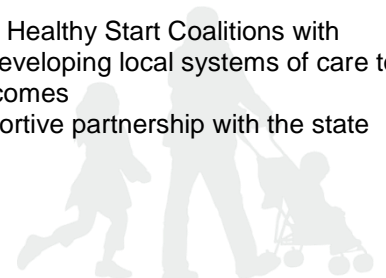 Healthy Start Coalitions with
eveloping local systems of care to
comes
ortive partnership with the state